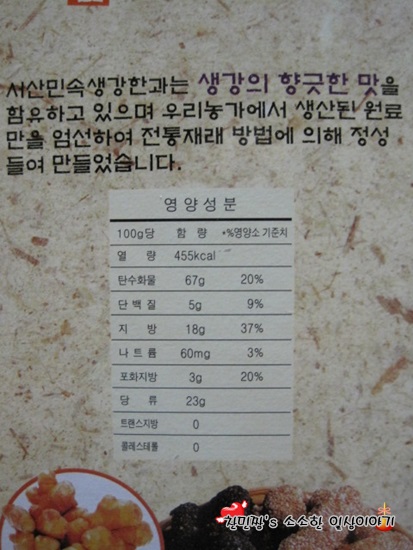 서산민속생강한과는 생강의 향긋한 맛을
함유하고 있으며 우리농가에서 생산된 원료
만을 엄선하여 전통재래 방법에 의해 정성
들여 만들었습니다.
영양성분
100g당 함 량 *%영양소 기준치
열 량 455kcal
탄수화물 67g 20%
단백질 5g 9%
지 방 18g 37%
나트륨 60mg 3%
포화지방 3g 20%
당 류 23g
트랜스지방 0
콜레스테롤 0
's 소소한 일상이야기